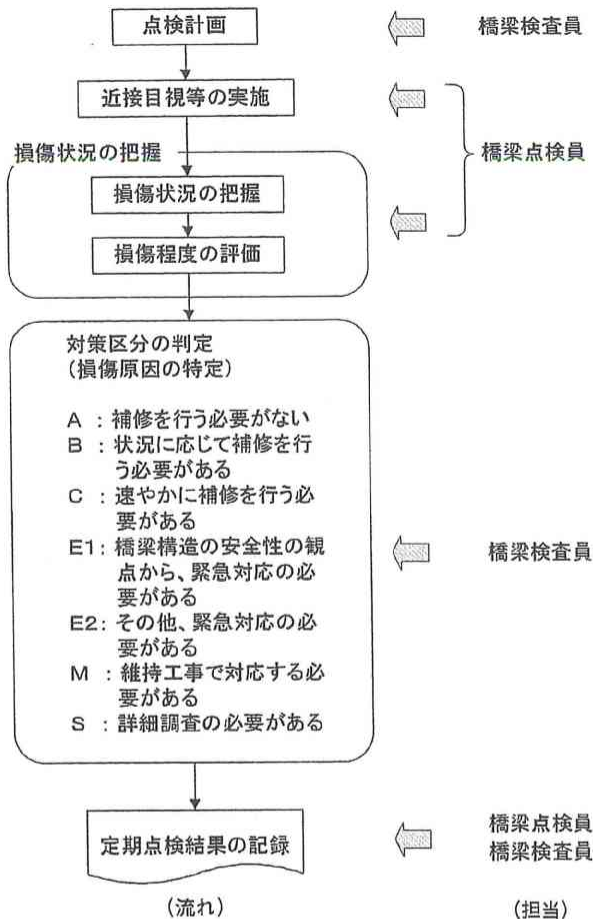 点検計画
橋梁検査員
近接目視等の実施
損傷状況の把握
橋梁点検員
損傷状況の把握
損傷程度の評価
対策区分の判定
(損傷原因の特定)
A : 補修を行う必要がない
B : 状況に応じて補修を行
う必要がある
C : 速やかに補修を行う必
要がある
E1: 橋梁構造の安全性の観
点から、緊急対応の必
要がある
E2: その他、緊急対応の必
要がある
M : 維持工事で対応する必
要がある
S : 詳細調査の必要がある
橋梁検査員
定期点検結果の記録
橋梁点検員
橋梁検査員
(流れ)
(担当)